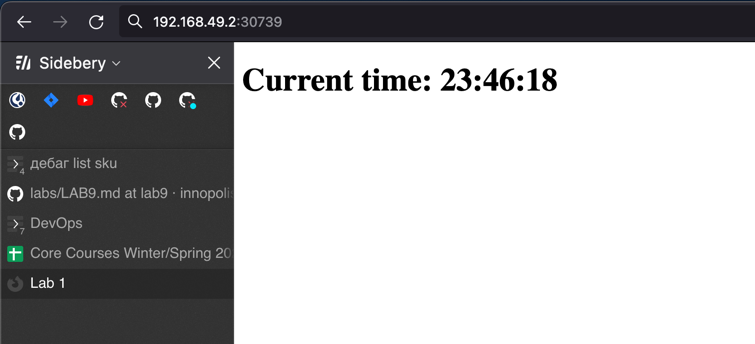 192.168.49.2:30739
Sidebery
Current time: 23:46:18
дебаг list sku
4
labs/LAB9.md at lab9 · innopolis
DevOps
7
Core Courses Winter/Spring 20
Lab 1